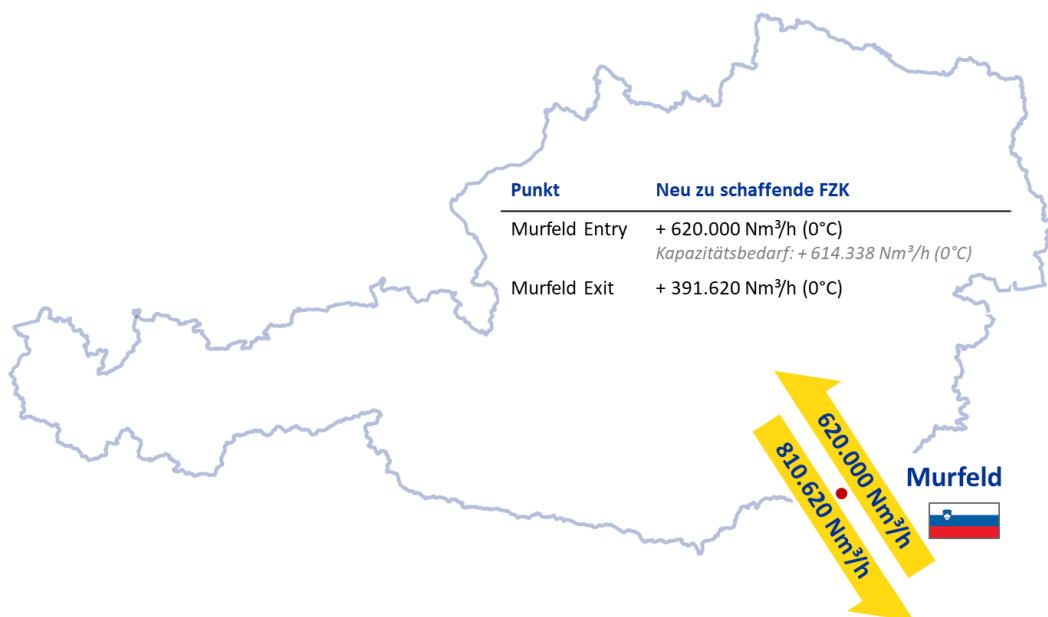 Punkt Neu zu schaffende FZK
Murfeld Entry + 620.000 Nm³/h (0°C)
Kapazitätsbedarf: + 614.338 Nm³/h (0°C)
Murfeld Exit + 391.620 Nm³/h (0°C)
620.000 Nm³/h
810.620 Nm³/h
Murfeld